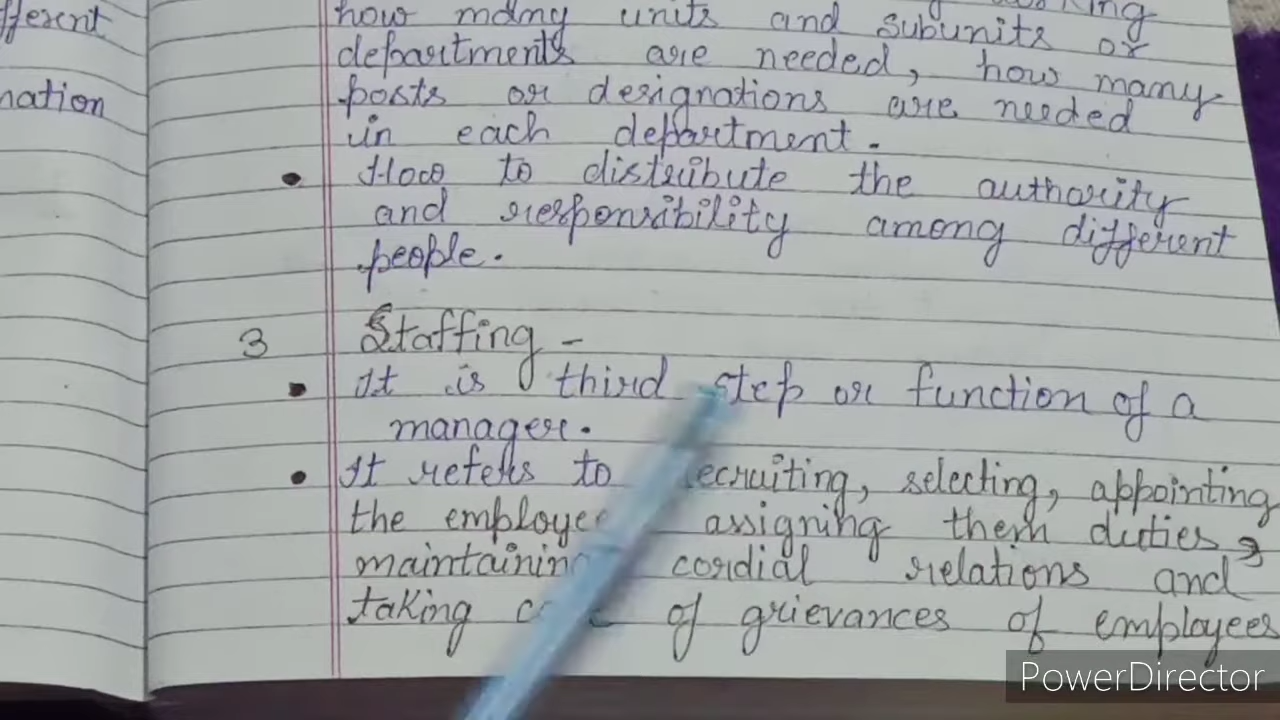 fferent
nation
how many units and subunits or
departments are needed, how many
posts or designations are needed
in each department.
• How to distribute the authority
and responsibility among different
people.
3 Staffing -
• It is third step or function of a
manager.
• It refers to recruiting, selecting, appointing
the employee assigning them duties,
maintaining cordial relations and
taking of grievances of employees
PowerDirector